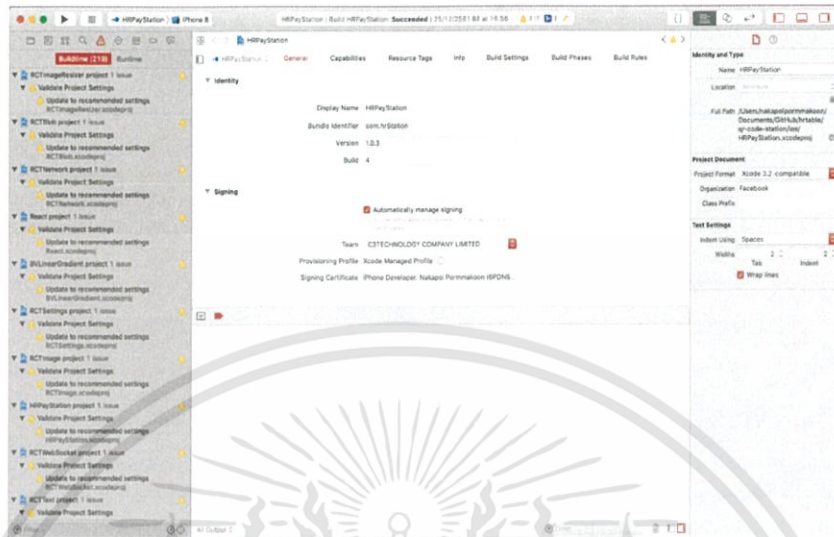 HRPayStation
iPhone 8
HRPayStation | Build HRPayStation: Succeeded | 25/12/2561 BE at 16:56
Buildtime (219)
Runtime
HRPayStation
RCTImageResizer project 1 issue
Validate Project Settings
Update to recommended settings
RCTImageResizer.xcodeproj
RCTBlob project 1 issue
Validate Project Settings
Update to recommended settings
RCTBlob.xcodeproj
RCTNetwork project 1 issue
Validate Project Settings
Update to recommended settings
RCTNetwork.xcodeproj
React project 1 issue
Validate Project Settings
Update to recommended settings
React.xcodeproj
BVLinearGradient project 1 issue
Validate Project Settings
Update to recommended settings
BVLinearGradient.xcodeproj
RCTSettings project 1 issue
Validate Project Settings
Update to recommended settings
RCTSettings.xcodeproj
RCTImage project 1 issue
Validate Project Settings
Update to recommended settings
RCTImage.xcodeproj
HRPayStation project 1 issue
Validate Project Settings
Update to recommended settings
HRPayStation.xcodeproj
RCTWebSocket project 1 issue
Validate Project Settings
Update to recommended settings
RCTWebSocket.xcodeproj
RCTText project 1 issue
Validate Project Settings
HRPayStation
General
Capabilities
Resource Tags
Info
Build Settings
Build Phases
Build Rules
Identity
Display Name HRPayStation
Bundle Identifier com.hrStation
Version 1.0.3
Build 4
Signing
Automatically manage signing
Team C3TECHNOLOGY COMPANY LIMITED
Provisioning Profile Xcode Managed Profile
Signing Certificate iPhone Developer: Nakapol Pornmakoon
All Output
Identity and Type
Name HRPayStation
Location
Full Path /Users/nakapolpornmakoon/
Documents/GitHub/hrtable/
qr-code-station/ios/
HRPayStation.xcodeproj
Project Document
Project Format Xcode 3.2-compatible
Organization Facebook
Class Prefix
Text Settings
Indent Using Spaces
Widths 2 2
Tab Indent
Wrap lines